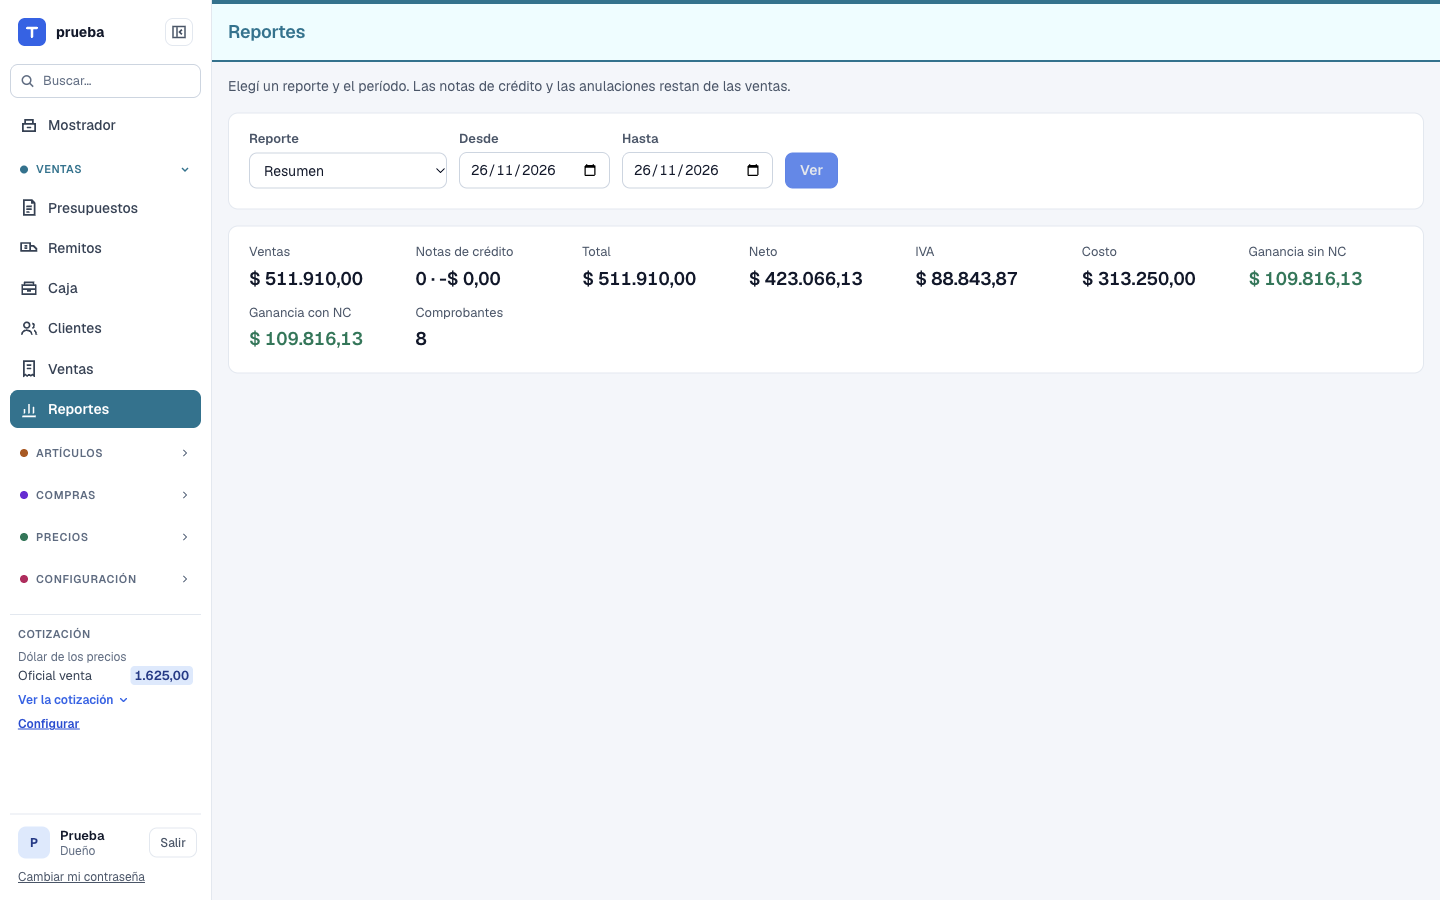 T prueba
Buscar...
Mostrador
VENTAS
Presupuestos
Remitos
Caja
Clientes
Ventas
Reportes
ARTÍCULOS
COMPRAS
PRECIOS
CONFIGURACIÓN
COTIZACIÓN
Dólar de los precios
Oficial venta 1.625,00
Ver la cotización
Configurar
P Prueba
Dueño
Salir
Cambiar mi contraseña
Reportes
Elegí un reporte y el período. Las notas de crédito y las anulaciones restan de las ventas.
Reporte Desde Hasta
Resumen 26/11/2026 26/11/2026 Ver
Ventas Notas de crédito Total Neto IVA Costo Ganancia sin NC
$ 511.910,00 0 · -$ 0,00 $ 511.910,00 $ 423.066,13 $ 88.843,87 $ 313.250,00 $ 109.816,13
Ganancia con NC Comprobantes
$ 109.816,13 8